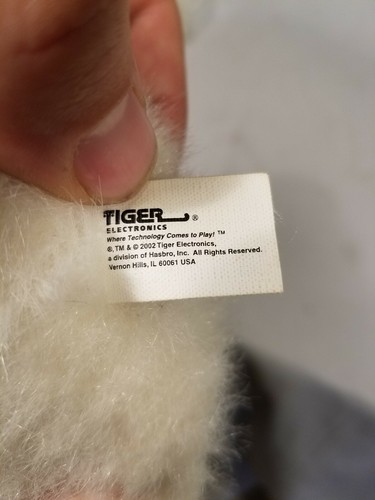 TIGER ®
ELECTRONICS
Where Technology Comes to Play! ™
®, TM & © 2002 Tiger Electronics,
a division of Hasbro, Inc. All Rights Reserved.
Vernon Hills, IL 60061 USA